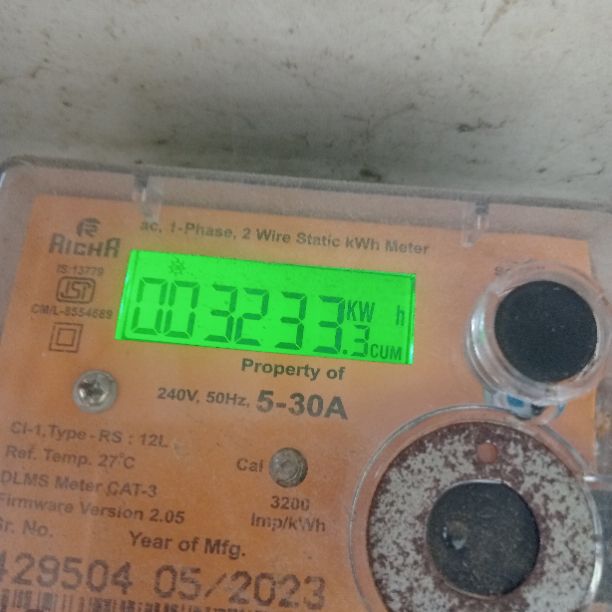 ac, 1-Phase, 2 Wire Static kWh Meter
RICHA
IS:13779
ISI
CM/L-8554689
003233.3 KW h
CUM
Property of
240V, 50Hz, 5-30A
Cl-1, Type - RS : 12L
Ref. Temp. 27°C
DLMS Meter CAT-3
Firmware Version 2.05
Cal
3200
Imp/kWh
Sr. No.
Year of Mfg.
429504 05/2023